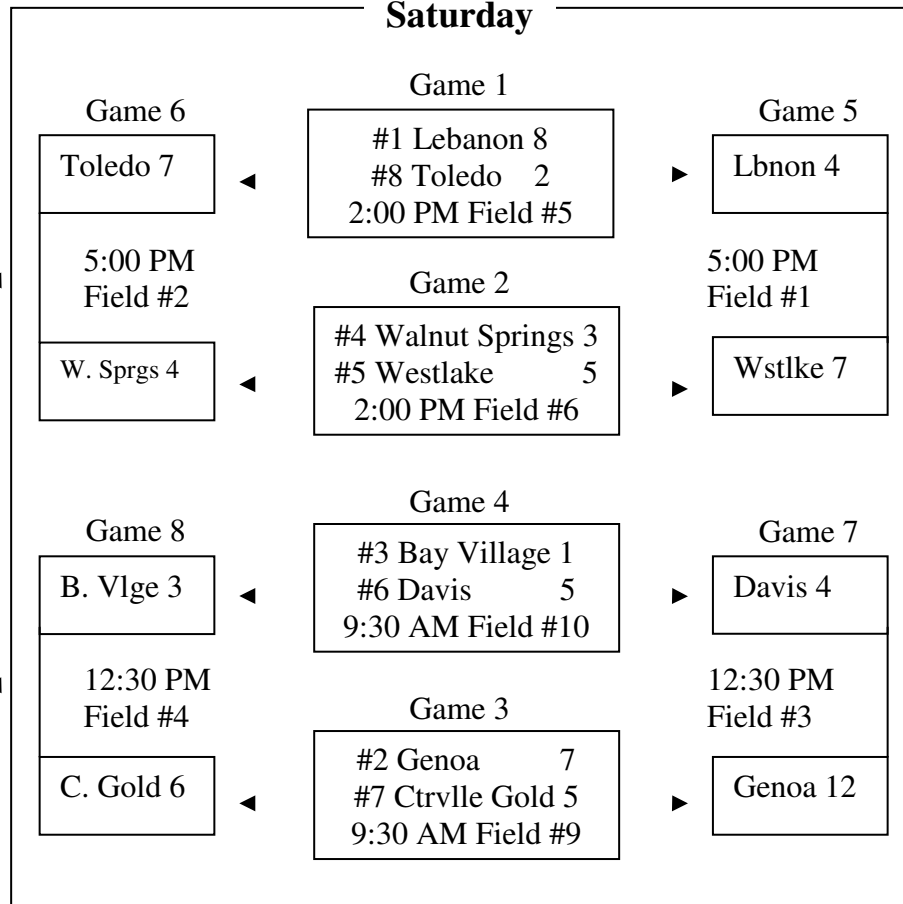 Saturday
Game 1
Game 6
Game 5
#1 Lebanon 8
#8 Toledo 2
2:00 PM Field #5
Toledo 7
Lbnon 4
5:00 PM
Field #2
5:00 PM
Field #1
Game 2
#4 Walnut Springs 3
#5 Westlake 5
2:00 PM Field #6
W. Sprgs 4
Wstlke 7
Game 4
Game 8
Game 7
#3 Bay Village 1
#6 Davis 5
9:30 AM Field #10
B. Vlge 3
Davis 4
12:30 PM
Field #4
12:30 PM
Field #3
Game 3
#2 Genoa 7
#7 Ctrvlle Gold 5
9:30 AM Field #9
C. Gold 6
Genoa 12